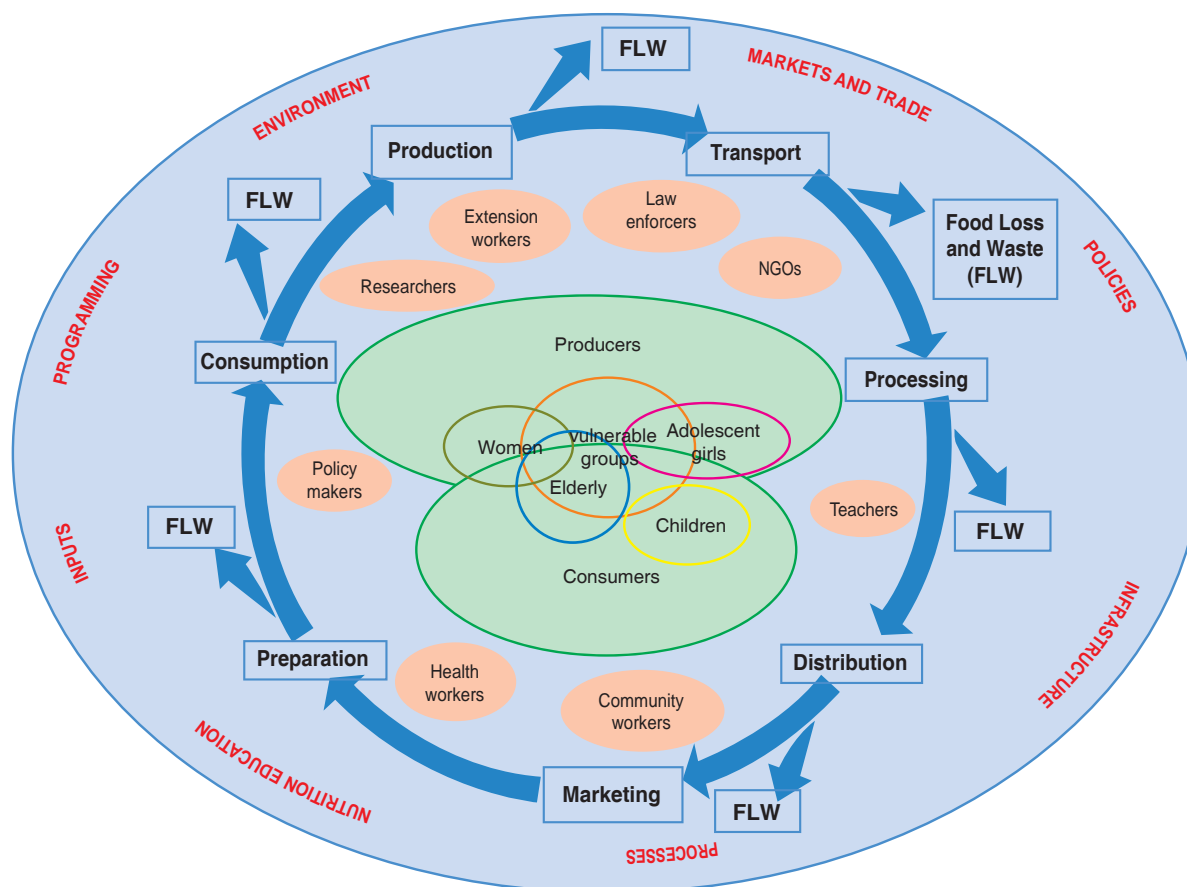 FLW
MARKETS AND TRADE
ENVIRONMENT
Production
Transport
FLW
Extension
workers
Law
enforcers
Food Loss
and Waste
(FLW)
POLICIES
NGOs
Researchers
PROGRAMMING
Producers
Consumption
Processing
Women
vulnerable
groups
Adolescent
girls
Policy
makers
Elderly
Teachers
Children
FLW
FLW
INPUTS
Consumers
INFRASTRUCTURE
Preparation
Health
workers
Distribution
Community
workers
NUTRITION EDUCATION
Marketing
FLW
PROCESSES